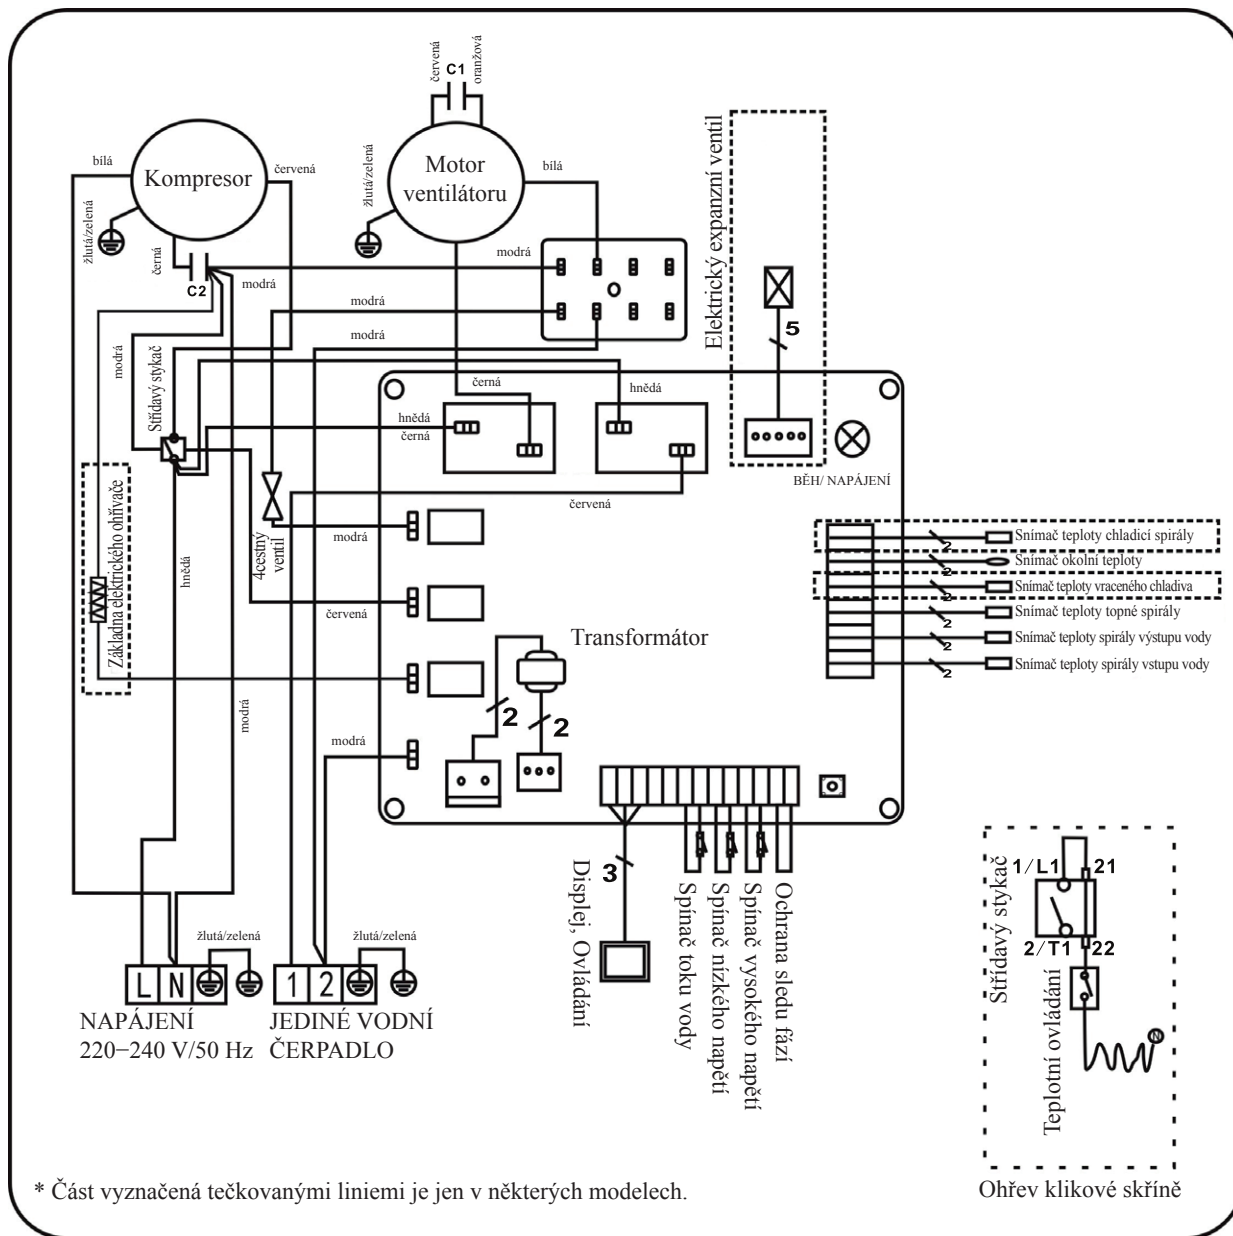 červená
C1
oranžová
bílá
Kompresor
červená
žlutá/zelená
Motor
ventilátoru
bílá
žlutá/zelená
černá
C2
modrá
modrá
modrá
modrá
Elektrický expanzní ventil
5
modrá
Střídavý stykač
černá
hnědá
hnědá
černá
BĚH/ NAPÁJENÍ
červená
Základna elektrického ohřívače
hnědá
4cestný
ventil
modrá
červená
modrá
modrá
Transformátor
2
2
2
Snímač teploty chladicí spirály
2
Snímač okolní teploty
2
Snímač teploty vraceného chladiva
2
Snímač teploty topné spirály
2
Snímač teploty spirály výstupu vody
2
Snímač teploty spirály vstupu vody
3
Displej, Ovládání
Spínač toku vody
Spínač nízkého napětí
Spínač vysokého napětí
Ochrana sledu fází
žlutá/zelená
žlutá/zelená
L N
1 2
NAPÁJENÍ
220–240 V/50 Hz
JEDINÉ VODNÍ
ČERPADLO
Střídavý stykač
1/L1
21
2/T1
22
Teplotní ovládání
N
Ohřev klikové skříně
* Část vyznačená tečkovanými liniemi je jen v některých modelech.